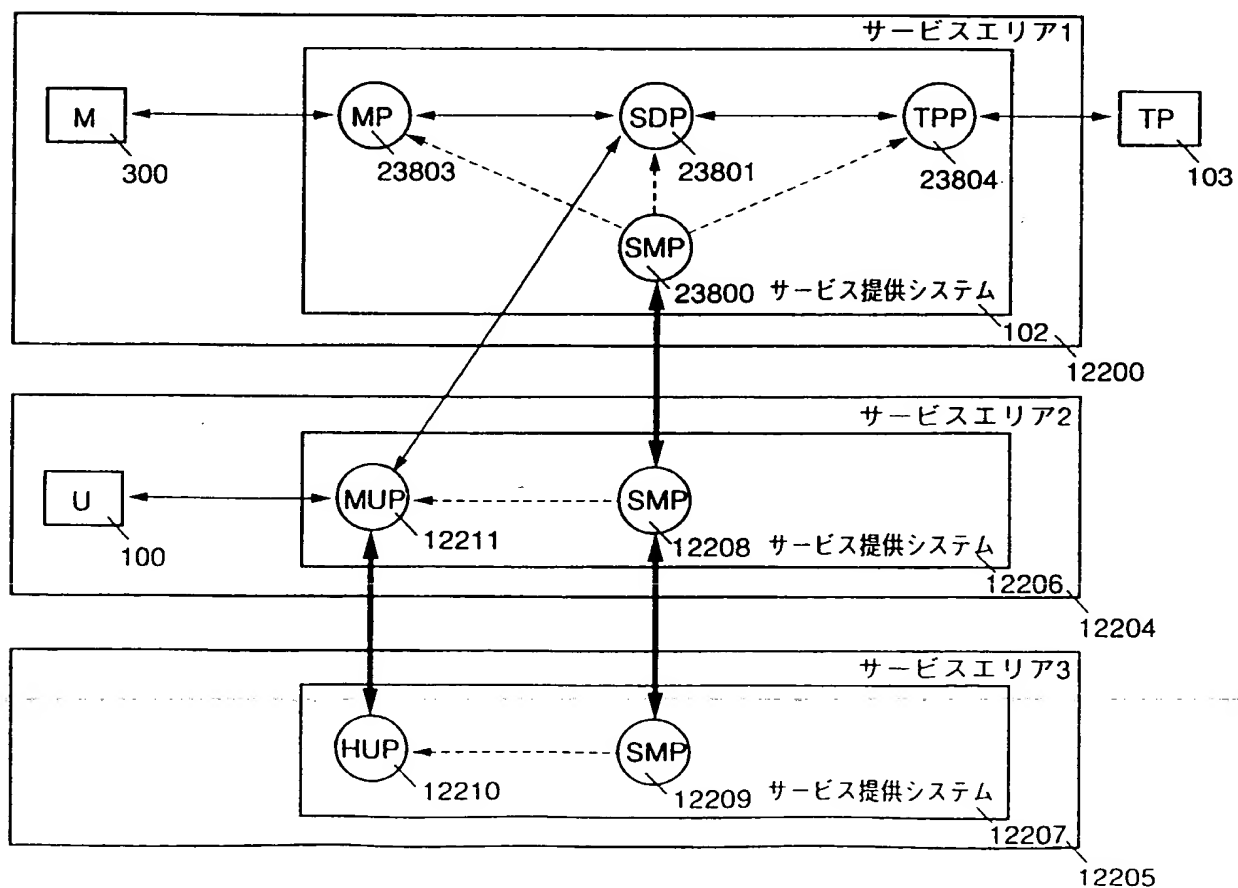 サービスエリア1
M
MP
SDP
TPP
TP
300
23803
23801
23804
103
SMP
23800
サービス提供システム
102
12200
サービスエリア2
U
MUP
SMP
100
12211
12208
サービス提供システム
12206
12204
サービスエリア3
HUP
SMP
12210
12209
サービス提供システム
12207
12205